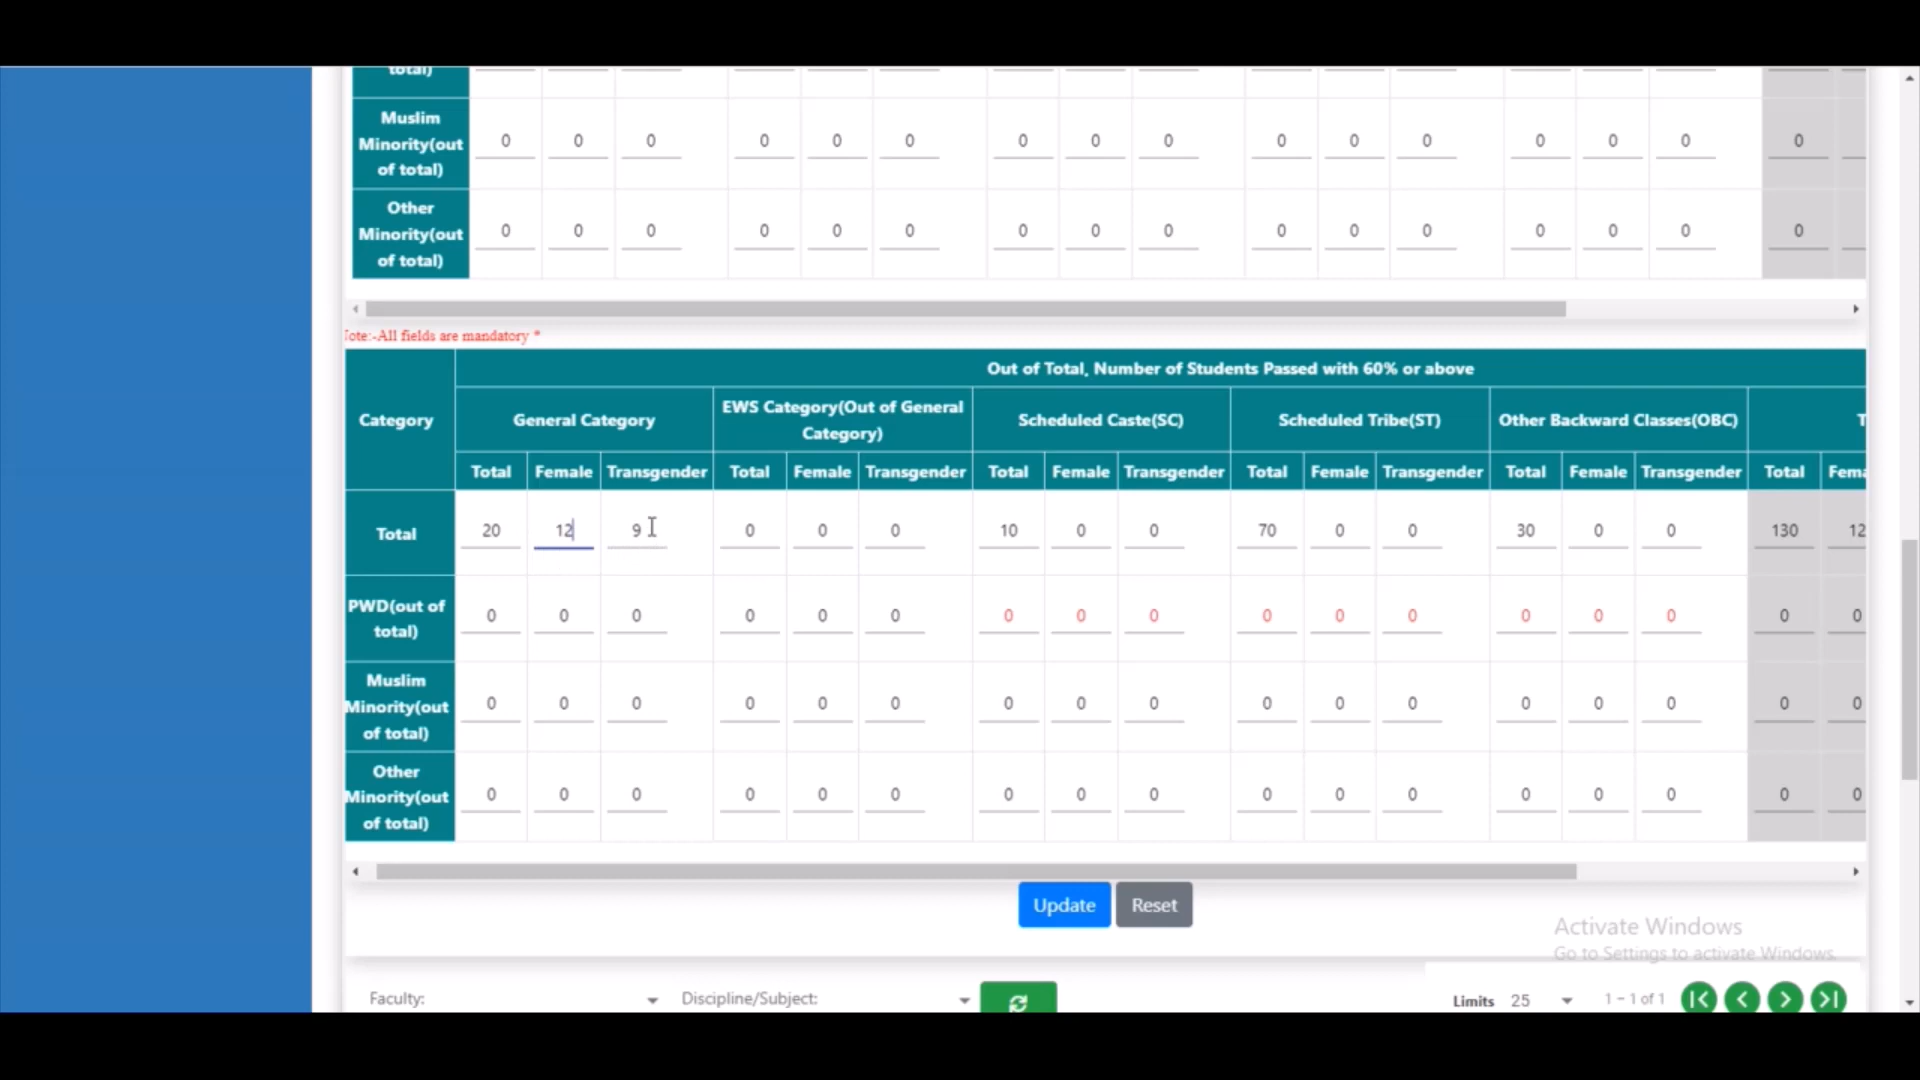 total)
Muslim
Minority(out
of total)
0 0 0 0 0 0 0 0 0 0 0 0 0 0 0 0
Other
Minority(out
of total)
0 0 0 0 0 0 0 0 0 0 0 0 0 0 0 0
ote:-All fields are mandatory *
Out of Total, Number of Students Passed with 60% or above
Category
General Category
EWS Category(Out of General
Category)
Scheduled Caste(SC)
Scheduled Tribe(ST)
Other Backward Classes(OBC)
T
Total Female Transgender Total Female Transgender Total Female Transgender Total Female Transgender Total Female Transgender Total Fema
Total 20 12 9 0 0 0 10 0 0 70 0 0 30 0 0 130 12
PWD(out of
total)
0 0 0 0 0 0 0 0 0 0 0 0 0 0 0 0 0
Muslim
Minority(out
of total)
0 0 0 0 0 0 0 0 0 0 0 0 0 0 0 0 0
Other
Minority(out
of total)
0 0 0 0 0 0 0 0 0 0 0 0 0 0 0 0 0
Update Reset
Activate Windows
Go to Settings to activate Windows.
Faculty: Discipline/Subject: Limits 25 1 – 1 of 1